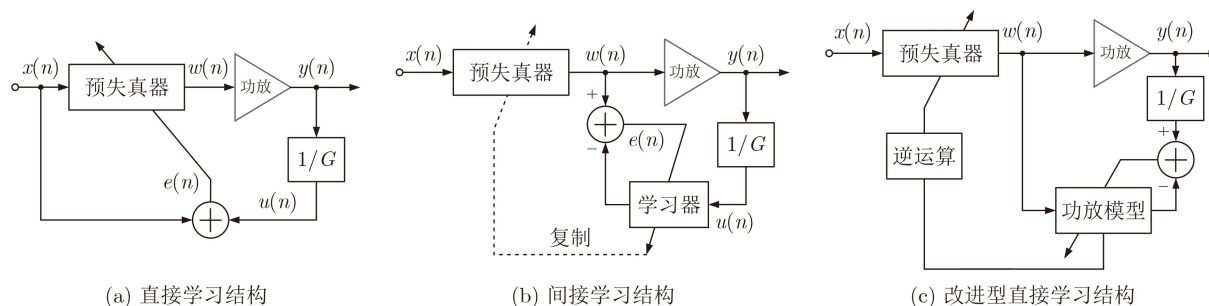 x(n)
预失真器
w(n)
功放
y(n)
1/G
e(n)
u(n)
(a) 直接学习结构
x(n)
预失真器
w(n)
功放
y(n)
+
−
e(n)
1/G
学习器
u(n)
复制
(b) 间接学习结构
x(n)
预失真器
w(n)
功放
y(n)
1/G
+
−
逆运算
功放模型
(c) 改进型直接学习结构